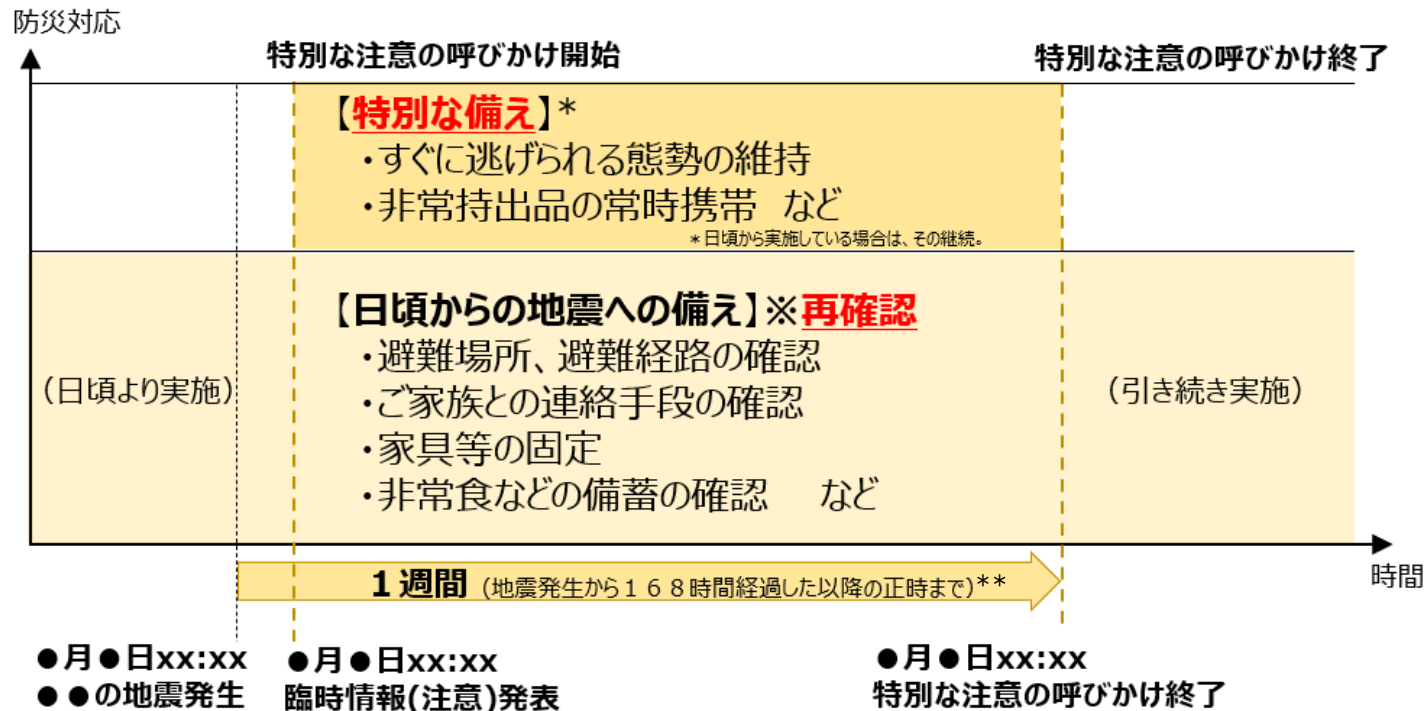 防災対応
特別な注意の呼びかけ開始
特別な注意の呼びかけ終了
【特別な備え】*
・すぐに逃げられる態勢の維持
・非常持出品の常時携帯 など
*日頃から実施している場合は、その継続。
【日頃からの地震への備え】※再確認
・避難場所、避難経路の確認
・ご家族との連絡手段の確認
・家具等の固定
・非常食などの備蓄の確認 など
（日頃より実施）
（引き続き実施）
1週間（地震発生から168時間経過した以降の正時まで）**
時間
●月●日xx:xx
●●の地震発生
●月●日xx:xx
臨時情報(注意)発表
●月●日xx:xx
特別な注意の呼びかけ終了